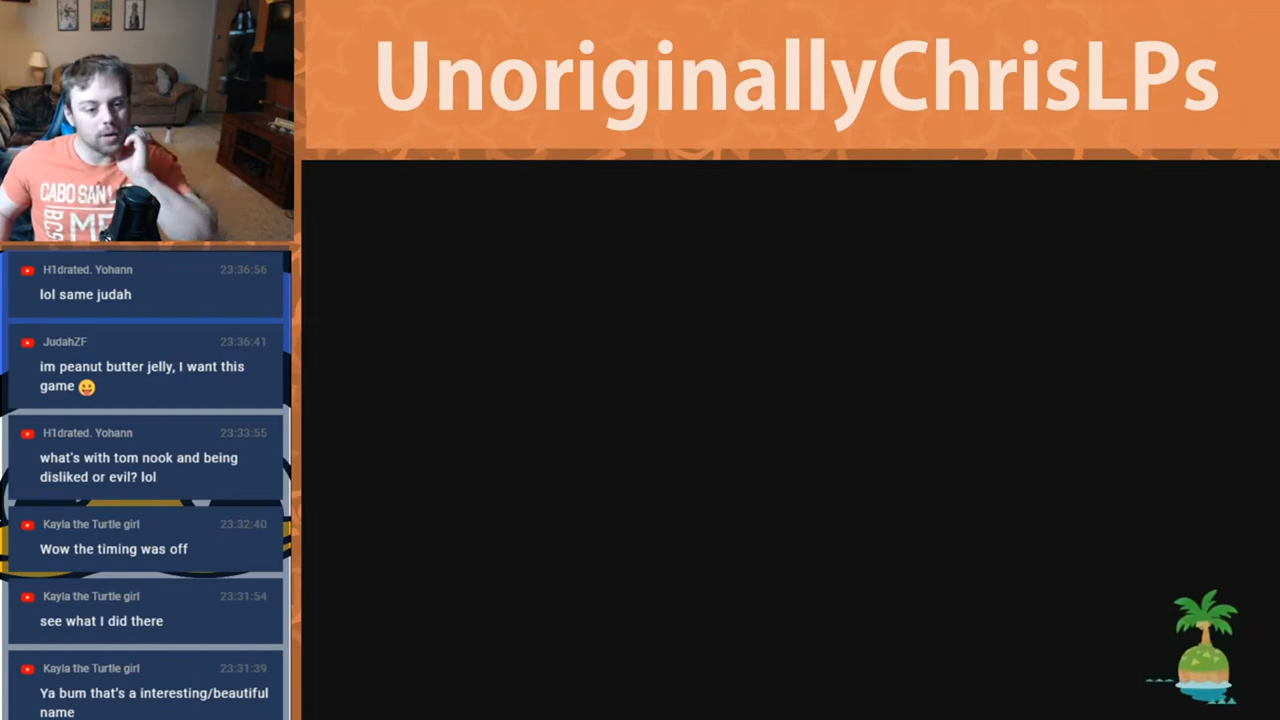 UnoriginallyChrisLPs
CABO SAN L
BCS
ME
H1drated. Yohann 23:36:56
lol same judah
JudahZF 23:36:41
im peanut butter jelly, I want this
game 😛
H1drated. Yohann 23:33:55
what's with tom nook and being
disliked or evil? lol
Kayla the Turtle girl 23:32:40
Wow the timing was off
Kayla the Turtle girl 23:31:54
see what I did there
Kayla the Turtle girl 23:31:39
Ya bum that's a interesting/beautiful
name